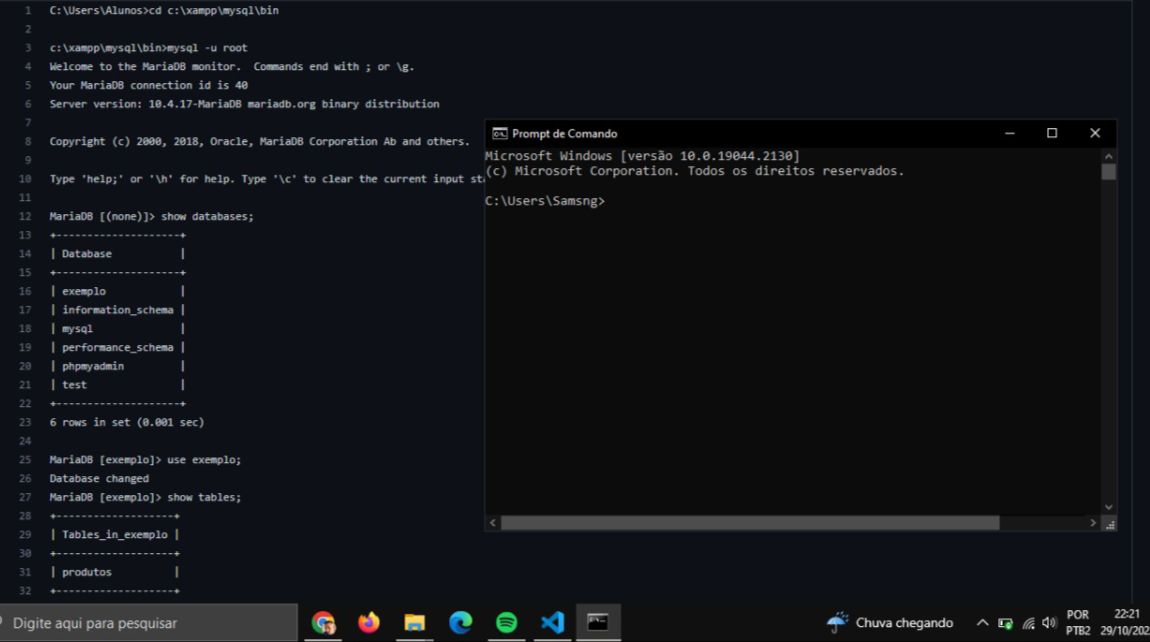 1 C:\Users\Alunos>cd c:\xampp\mysql\bin
2
3 c:\xampp\mysql\bin>mysql -u root
4 Welcome to the MariaDB monitor.  Commands end with ; or \g.
5 Your MariaDB connection id is 40
6 Server version: 10.4.17-MariaDB mariadb.org binary distribution
7
8 Copyright (c) 2000, 2018, Oracle, MariaDB Corporation Ab and others.
9
10 Type 'help;' or '\h' for help. Type '\c' to clear the current input
11
12 MariaDB [(none)]> show databases;
13 +--------------------+
14 | Database           |
15 +--------------------+
16 | exemplo            |
17 | information_schema |
18 | mysql              |
19 | performance_schema |
20 | phpmyadmin         |
21 | test               |
22 +--------------------+
23 6 rows in set (0.001 sec)
24
25 MariaDB [exemplo]> use exemplo;
26 Database changed
27 MariaDB [exemplo]> show tables;
28 +-------------------+
29 | Tables_in_exemplo |
30 +-------------------+
31 | produtos          |
32 +-------------------+
Prompt de Comando
Microsoft Windows [versão 10.0.19044.2130]
(c) Microsoft Corporation. Todos os direitos reservados.
C:\Users\Samsng>
Digite aqui para pesquisar
Chuva chegando
POR
PTB2
22:21
29/10/202